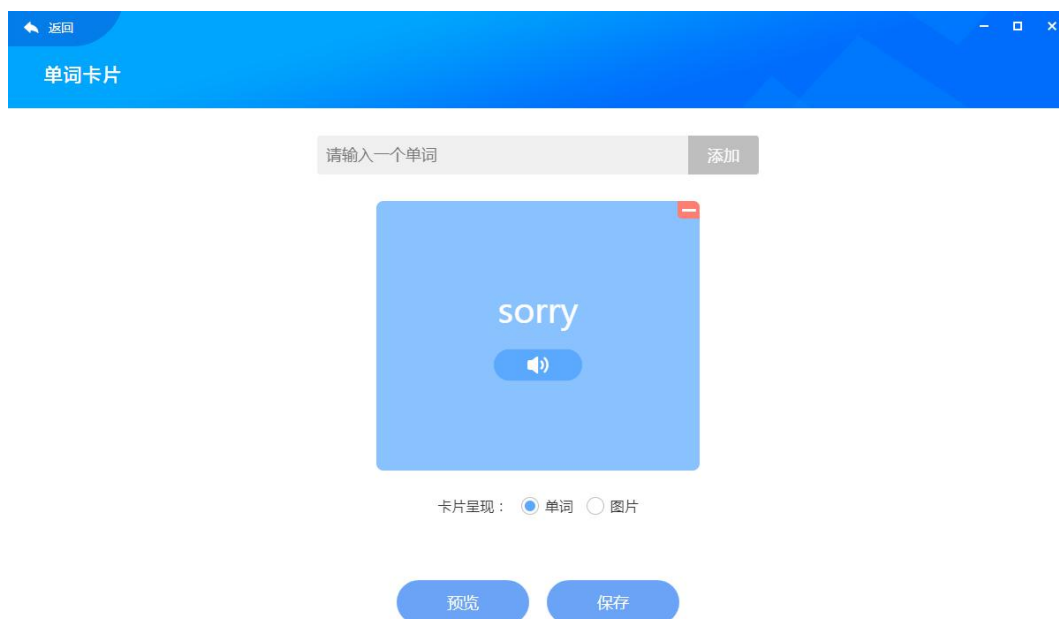 返回
单词卡片
请输入一个单词 添加
sorry
卡片呈现： 单词 图片
预览 保存